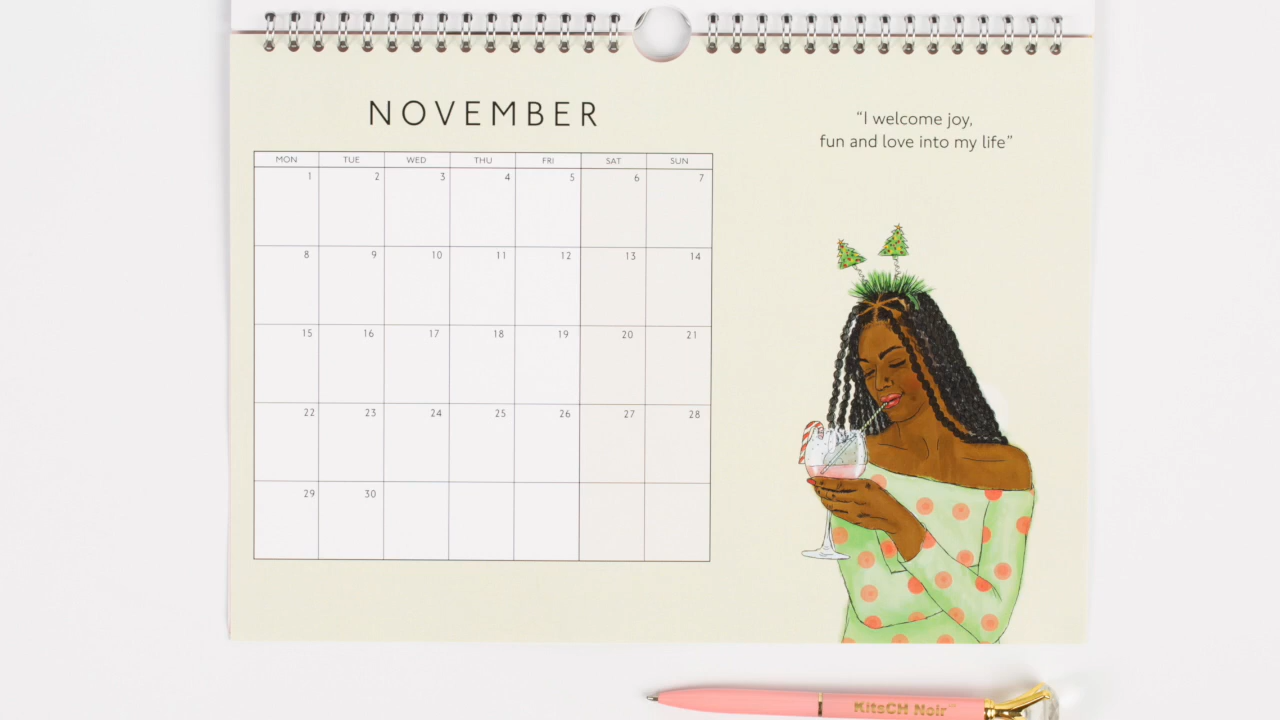 NOVEMBER
MON TUE WED THU FRI SAT SUN
1 2 3 4 5 6 7
8 9 10 11 12 13 14
15 16 17 18 19 20 21
22 23 24 25 26 27 28
29 30
“I welcome joy,
fun and love into my life”
KitsCH Noir